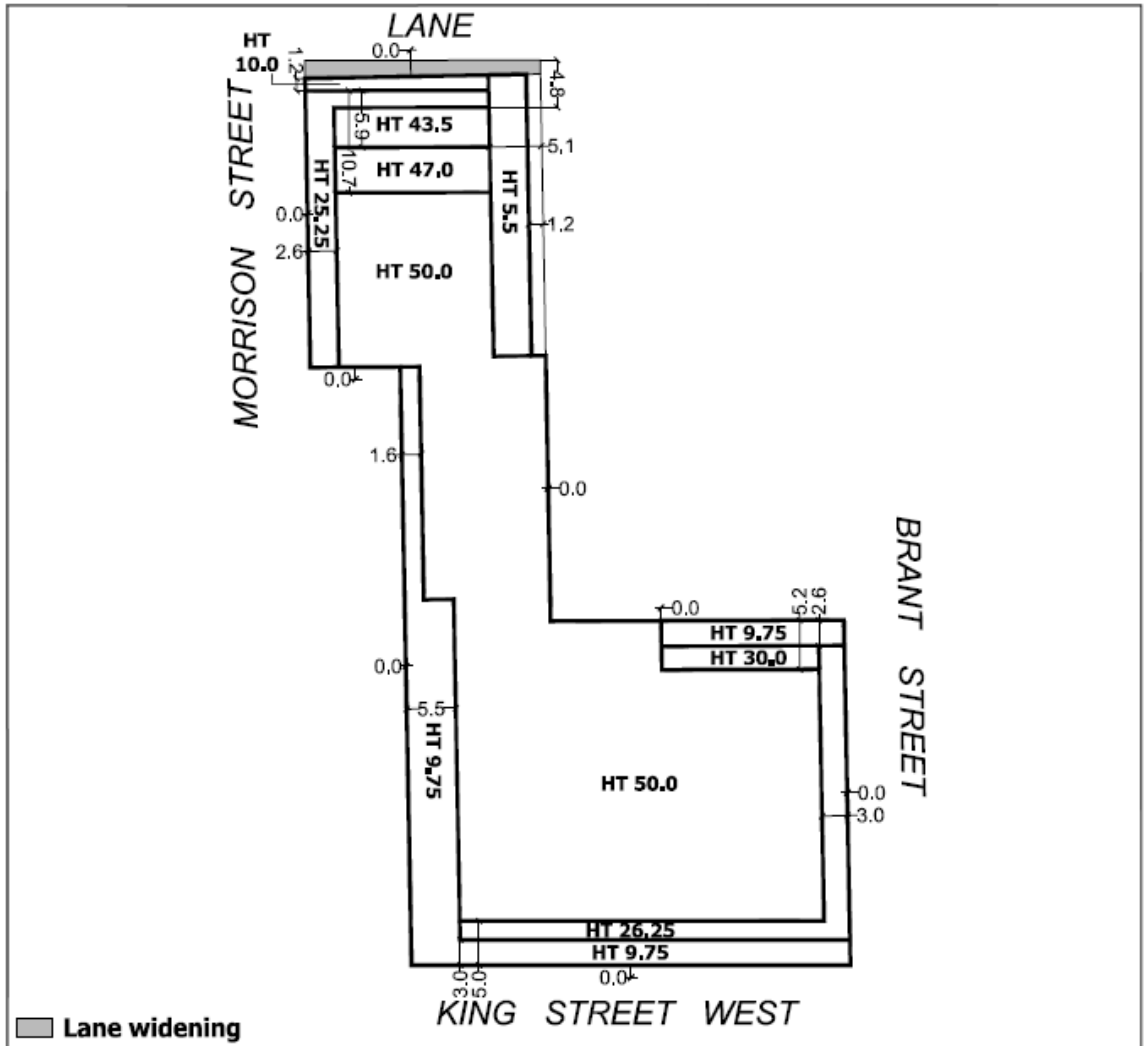 LANE
HT
10.0
1.2
0.0
4.8
MORRISON STREET
5.9
HT 43.5
5.1
10.7
HT 47.0
HT 25.25
HT 5.5
0.0
1.2
2.6
HT 50.0
0.0
1.6
0.0
BRANT STREET
0.0
5.2
2.6
HT 9.75
HT 30.0
0.0
5.5
HT 9.75
HT 50.0
0.0
3.0
HT 26.25
HT 9.75
3.0
5.0
0.0
KING STREET WEST
Lane widening